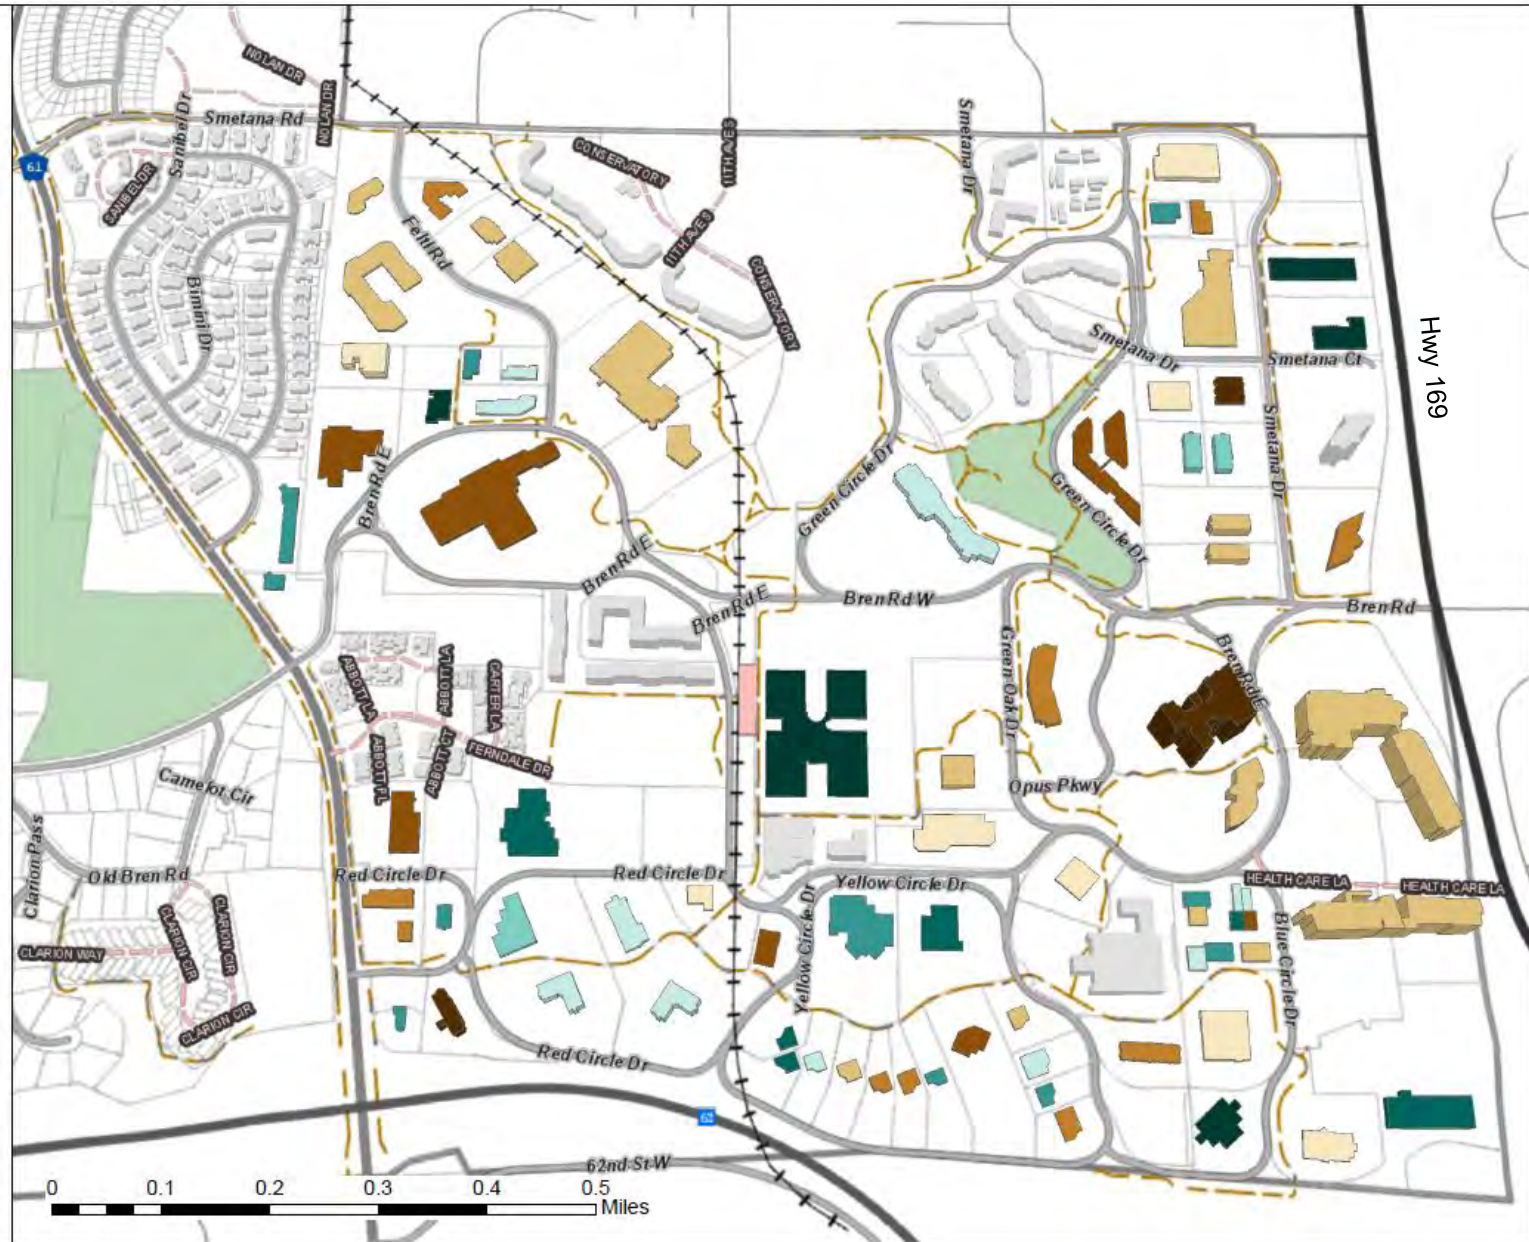 NOLAN DR
NOLAN DR
Smetana Rd
Sanibel Dr
61
SANIBEL DR
CONSERVATORY
11TH AVE S
11TH AVE S
CONSERVATORY
Smetana Dr
Feltl Rd
Bimini Dr
Hwy 169
Smetana Dr
Smetana Ct
Smetana Dr
Bren Rd E
Green Circle Dr
Green Circle Dr
Bren Rd E
Bren Rd E
Bren Rd W
Bren Rd
Green Oak Dr
Bren Rd E
ABBOTT LA
ABBOTT LA
CARTER LA
ABBOTT PL
ABBOTT CT
FERNDALE DR
Camelot Cir
Opus Pkwy
Clarion Pass
Old Bren Rd
Red Circle Dr
Red Circle Dr
Yellow Circle Dr
HEALTH CARE LA
HEALTH CARE LA
CLARION WAY
CLARION CIR
CLARION CIR
CLARION CIR
Yellow Circle Dr
Blue Circle Dr
Red Circle Dr
62
62nd St W
0 0.1 0.2 0.3 0.4 0.5
Miles